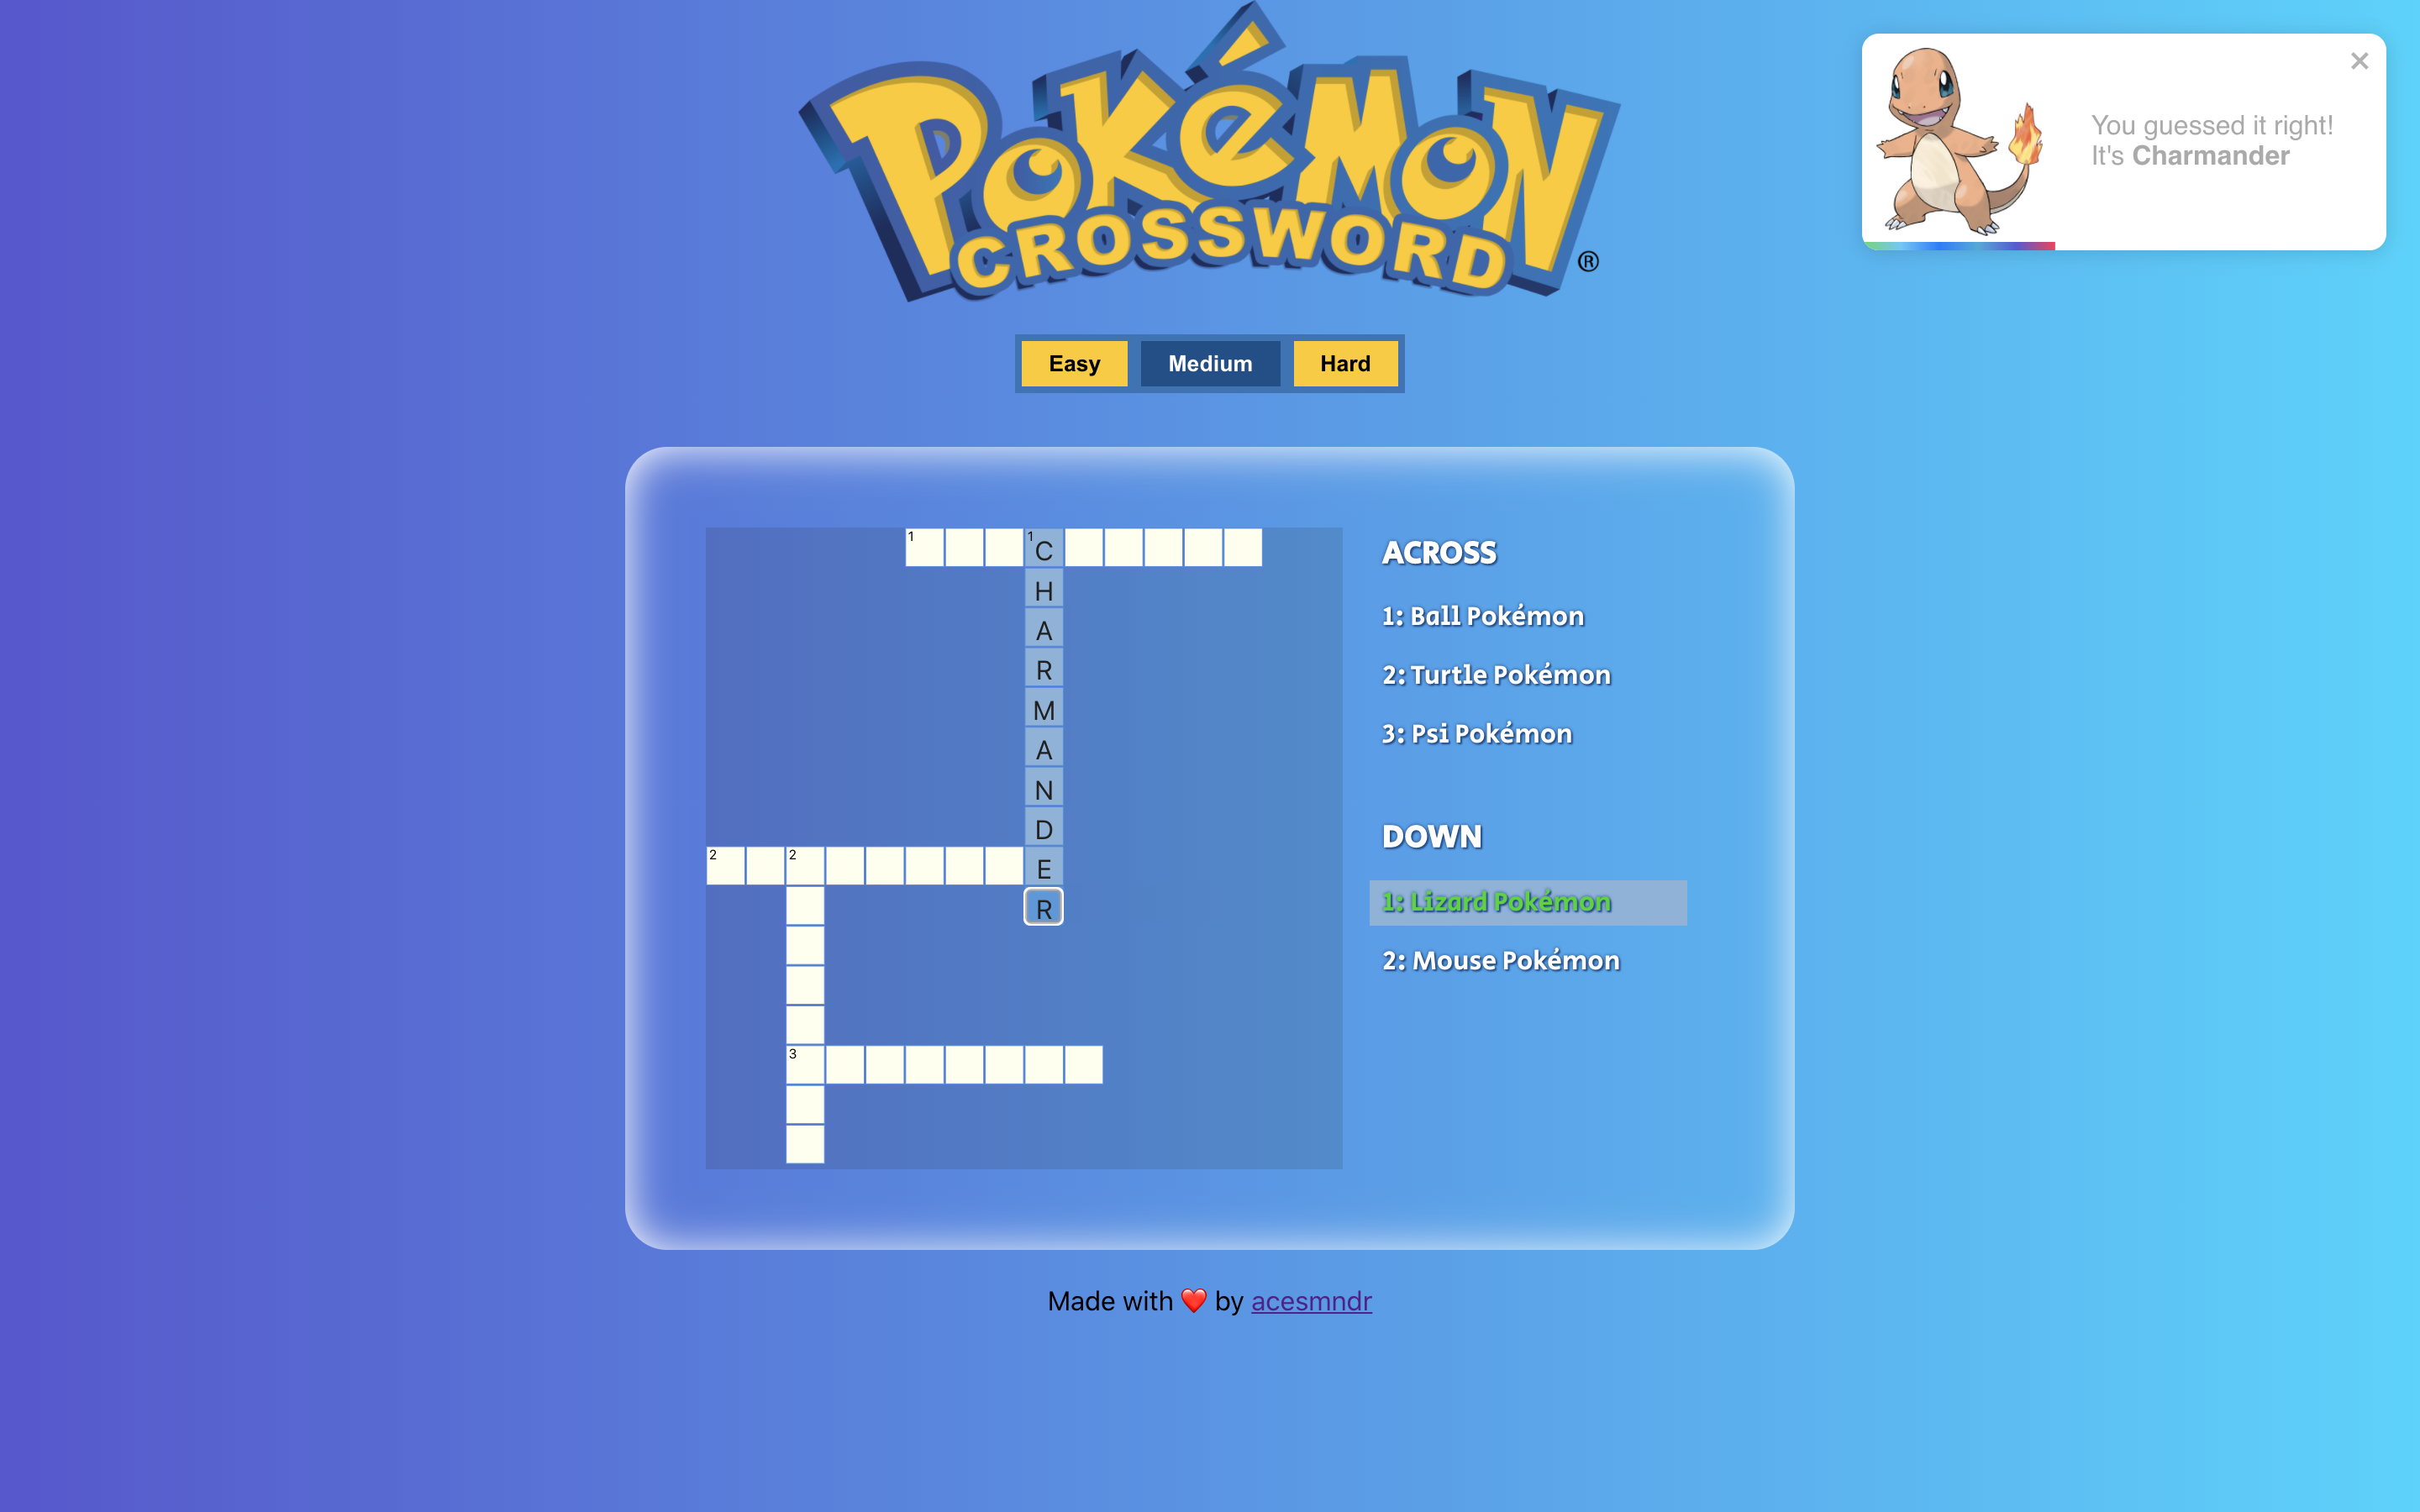 POKéMON
CROSSWORD
®
You guessed it right!
It's Charmander
Easy Medium Hard
1 1 C
H
A
R
M
A
N
D
2 2 E
R
3
ACROSS
1: Ball Pokémon
2: Turtle Pokémon
3: Psi Pokémon
DOWN
1: Lizard Pokémon
2: Mouse Pokémon
Made with ❤️ by acesmndr